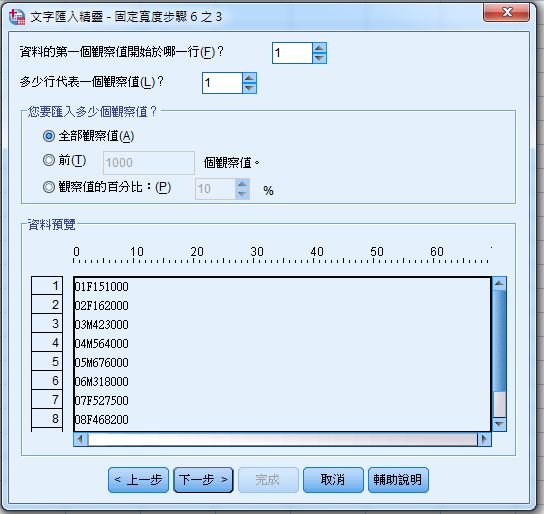 文字匯入精靈 - 固定寬度步驟 6 之 3
資料的第一個觀察值開始於哪一行(F)？ 1
多少行代表一個觀察值(L)？ 1
您要匯入多少個觀察值？
全部觀察值(A)
前(T) 1000 個觀察值。
觀察值的百分比：(P) 10 %
資料預覽
0 10 20 30 40 50 60
1 01F151000
2 02F162000
3 03M423000
4 04M564000
5 05M676000
6 06M318000
7 07F527500
8 08F468200
< 上一步 下一步 > 完成 取消 輔助說明